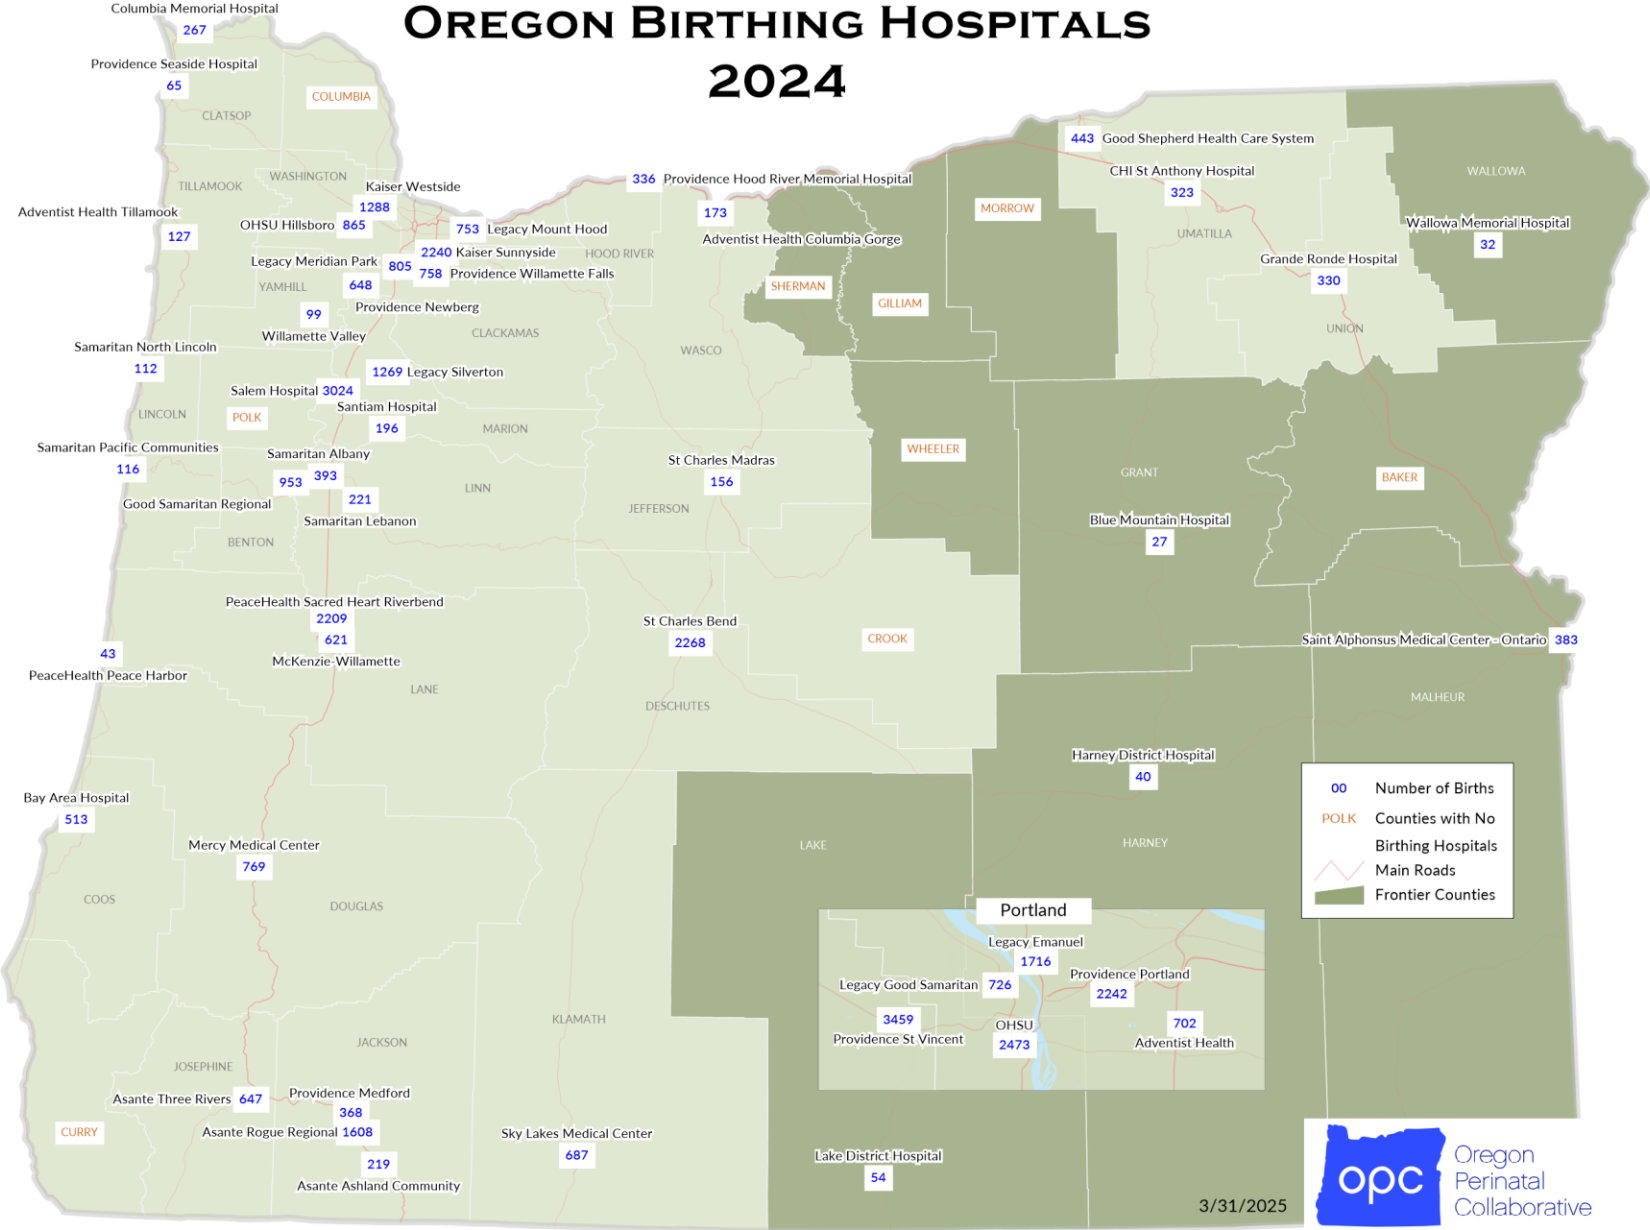 OREGON BIRTHING HOSPITALS
2024
Columbia Memorial Hospital
267
Providence Seaside Hospital
65
COLUMBIA
CLATSOP
443 Good Shepherd Health Care System
CHI St Anthony Hospital
323
WALLOWA
WASHINGTON
TILLAMOOK
Kaiser Westside
1288
336 Providence Hood River Memorial Hospital
173
MORROW
Adventist Health Tillamook
127
OHSU Hillsboro 865
753 Legacy Mount Hood
Adventist Health Columbia Gorge
UMATILLA
Wallowa Memorial Hospital
32
2240 Kaiser Sunnyside
HOOD RIVER
Legacy Meridian Park 805
758 Providence Willamette Falls
Grande Ronde Hospital
330
YAMHILL
648
Providence Newberg
SHERMAN
GILLIAM
99
Willamette Valley
CLACKAMAS
UNION
Samaritan North Lincoln
112
WASCO
1269 Legacy Silverton
Salem Hospital 3024
Santiam Hospital
196
LINCOLN
POLK
MARION
Samaritan Pacific Communities
116
Samaritan Albany
393
953
Good Samaritan Regional
221
Samaritan Lebanon
LINN
St Charles Madras
156
WHEELER
GRANT
BAKER
JEFFERSON
Blue Mountain Hospital
27
BENTON
PeaceHealth Sacred Heart Riverbend
2209
621
McKenzie-Willamette
St Charles Bend
2268
CROOK
Saint Alphonsus Medical Center - Ontario 383
43
PeaceHealth Peace Harbor
LANE
DESCHUTES
MALHEUR
Harney District Hospital
40
Bay Area Hospital
513
00 Number of Births
POLK Counties with No
Birthing Hospitals
Main Roads
Frontier Counties
Mercy Medical Center
769
LAKE
HARNEY
COOS
DOUGLAS
Portland
Legacy Emanuel
1716
Legacy Good Samaritan 726
Providence Portland
2242
3459
Providence St Vincent
OHSU
2473
702
Adventist Health
KLAMATH
JACKSON
JOSEPHINE
Asante Three Rivers 647
Providence Medford
368
Asante Rogue Regional 1608
219
Asante Ashland Community
CURRY
Sky Lakes Medical Center
687
Lake District Hospital
54
3/31/2025
opc
Oregon
Perinatal
Collaborative